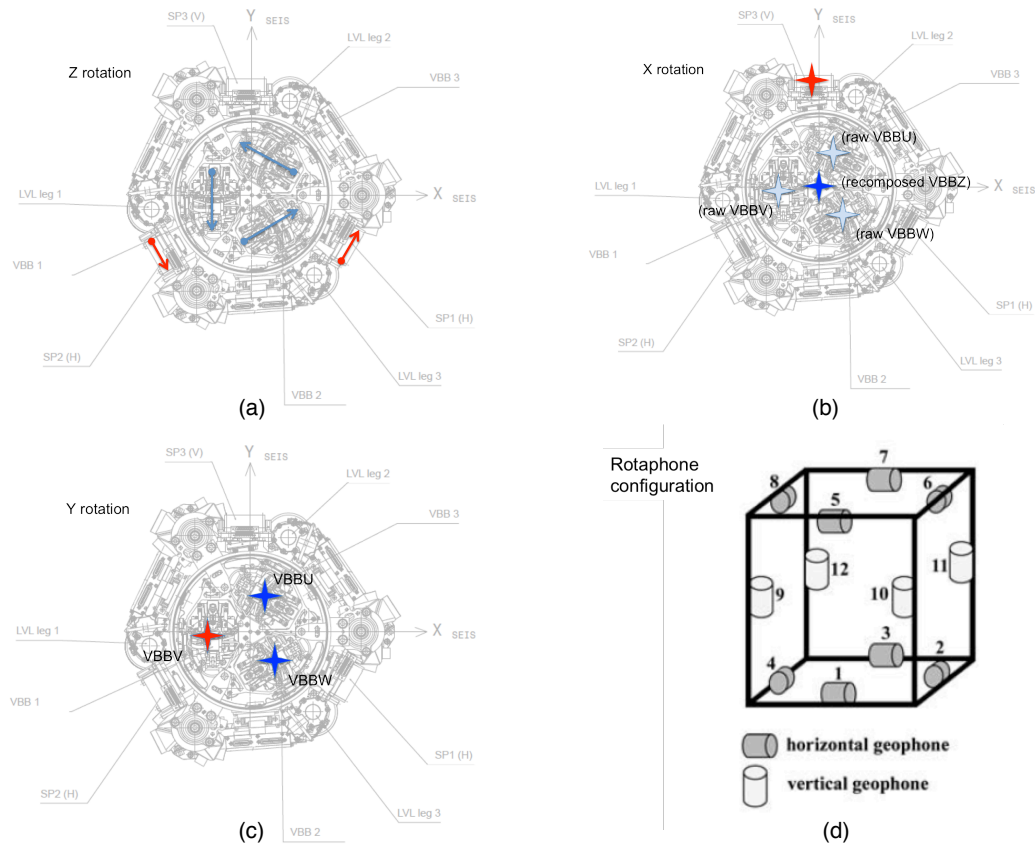 SP3 (V)
Y SEIS
LVL leg 2
Z rotation
VBB 3
LVL leg 1
X SEIS
VBB 1
SP1 (H)
SP2 (H)
LVL leg 3
VBB 2
(a)
SP3 (V)
Y SEIS
LVL leg 2
X rotation
VBB 3
(raw VBBU)
LVL leg 1
(recomposed VBBZ)
X SEIS
(raw VBBV)
(raw VBBW)
VBB 1
SP1 (H)
SP2 (H)
LVL leg 3
VBB 2
(b)
SP3 (V)
Y SEIS
LVL leg 2
Y rotation
VBB 3
VBBU
LVL leg 1
X SEIS
VBBV
VBBW
VBB 1
SP1 (H)
SP2 (H)
LVL leg 3
VBB 2
(c)
Rotaphone
configuration
7
8
6
5
12
11
9
10
3
2
4
1
horizontal geophone
vertical geophone
(d)